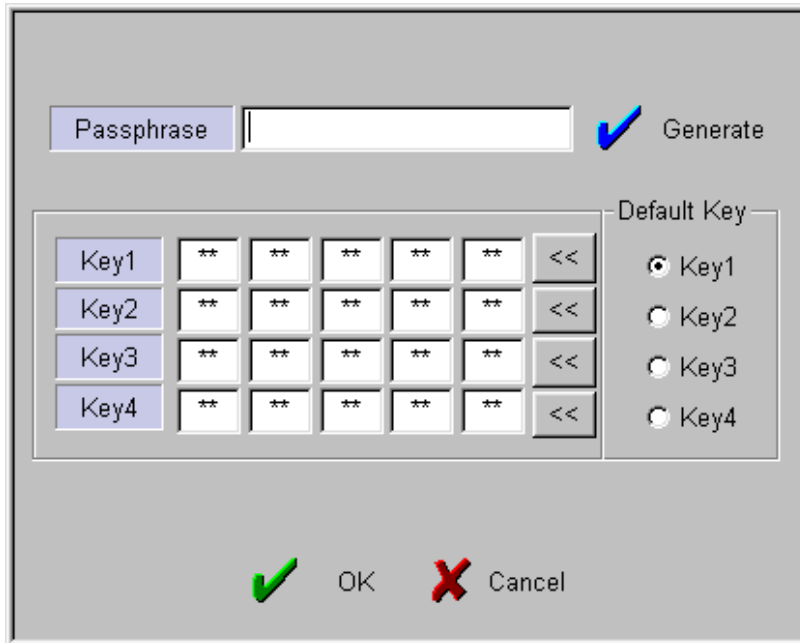 Passphrase Generate
Default Key
Key1 ** ** ** ** ** << Key1
Key2 ** ** ** ** ** << Key2
Key3 ** ** ** ** ** << Key3
Key4 ** ** ** ** ** << Key4
OK Cancel